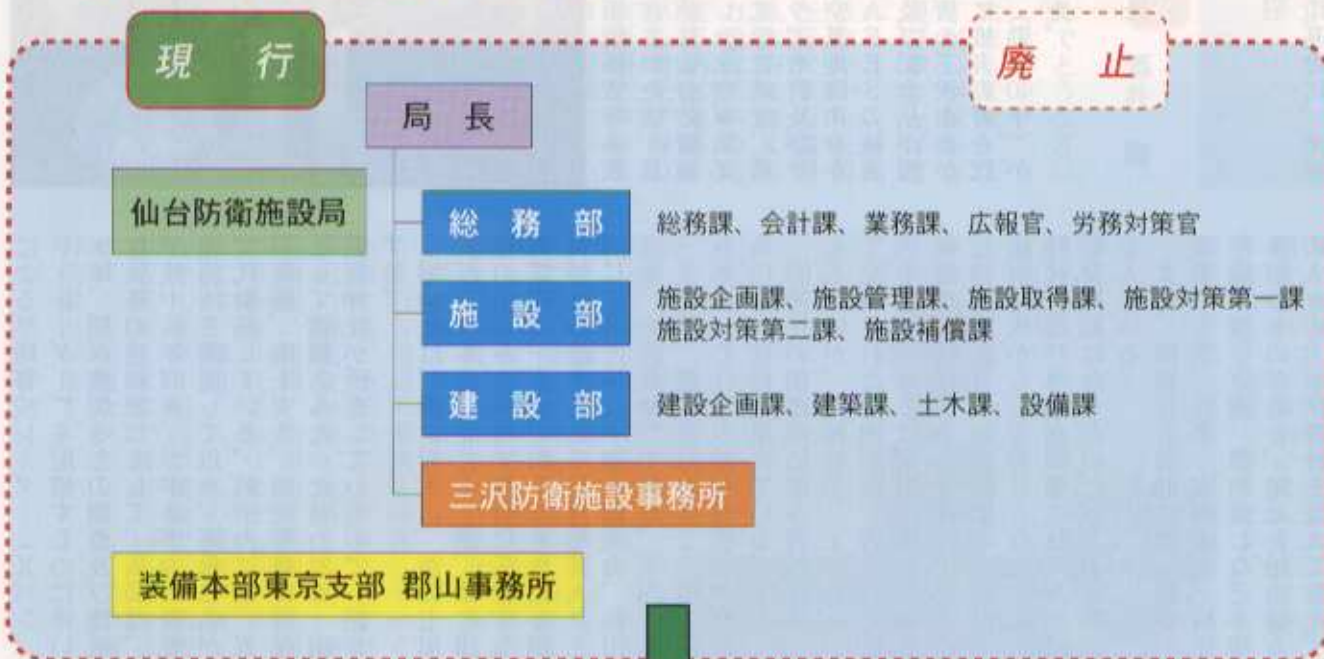 現行
廃止
局長
仙台防衛施設局
総務部 総務課、会計課、業務課、広報官、労務対策官
施設部 施設企画課、施設管理課、施設取得課、施設対策第一課
施設対策第二課、施設補償課
建設部 建設企画課、建築課、土木課、設備課
三沢防衛施設事務所
装備本部東京支部 郡山事務所